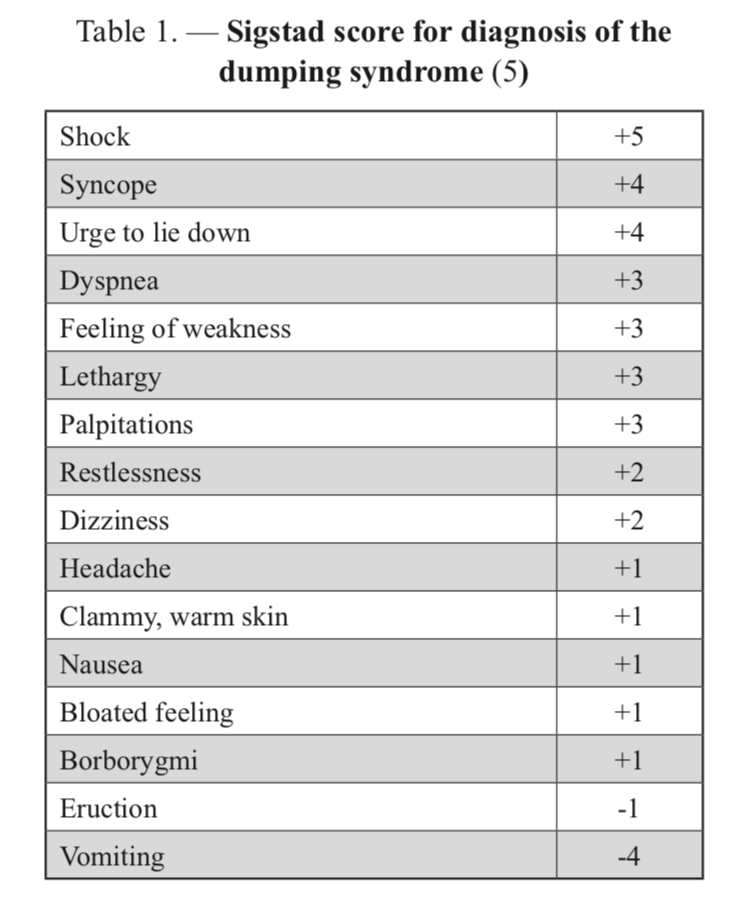 Table 1. — Sigstad score for diagnosis of the
dumping syndrome (5)
Shock +5
Syncope +4
Urge to lie down +4
Dyspnea +3
Feeling of weakness +3
Lethargy +3
Palpitations +3
Restlessness +2
Dizziness +2
Headache +1
Clammy, warm skin +1
Nausea +1
Bloated feeling +1
Borborygmi +1
Eruction -1
Vomiting -4